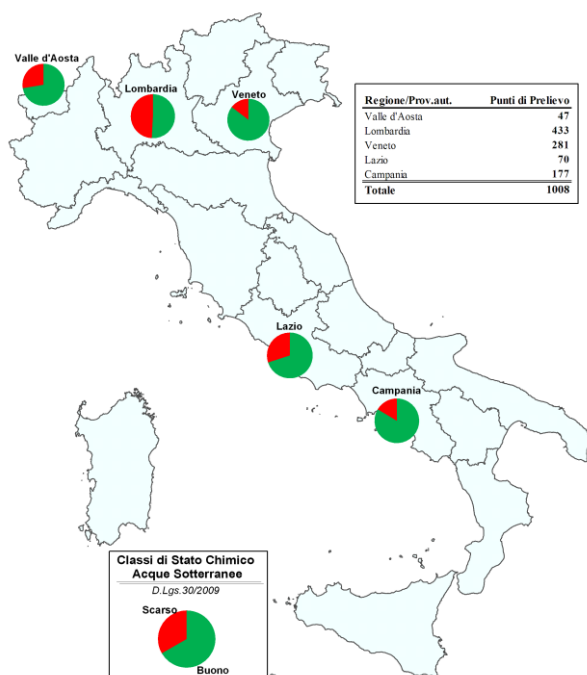 Valle d'Aosta
Lombardia
Veneto
Regione/Prov.aut. Punti di Prelievo
Valle d'Aosta 47
Lombardia 433
Veneto 281
Lazio 70
Campania 177
Totale 1008
Lazio
Campania
Classi di Stato Chimico
Acque Sotterranee
D.Lgs.30/2009
Scarso
Buono